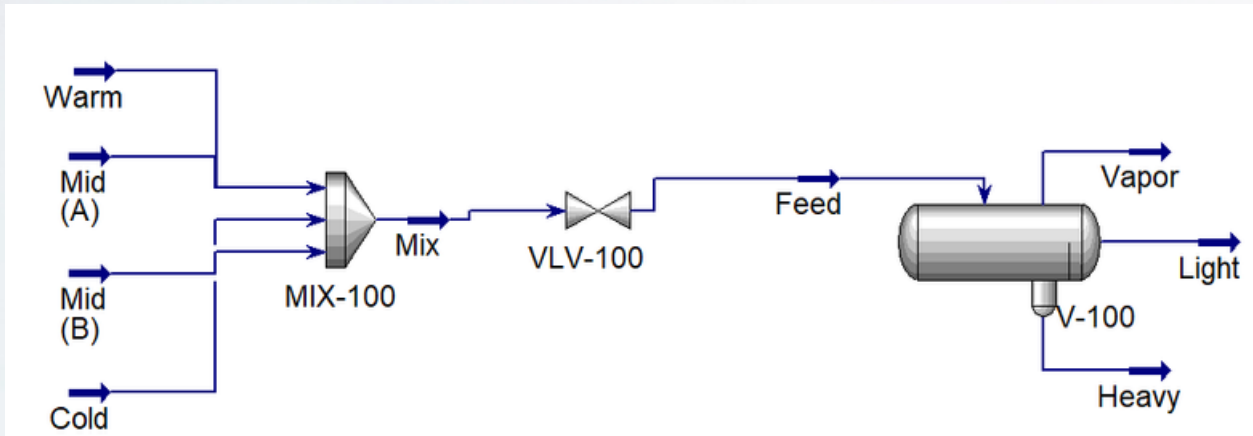 Warm
Mid
(A)
Mid
(B)
Cold
MIX-100
Mix
VLV-100
Feed
Vapor
Light
V-100
Heavy